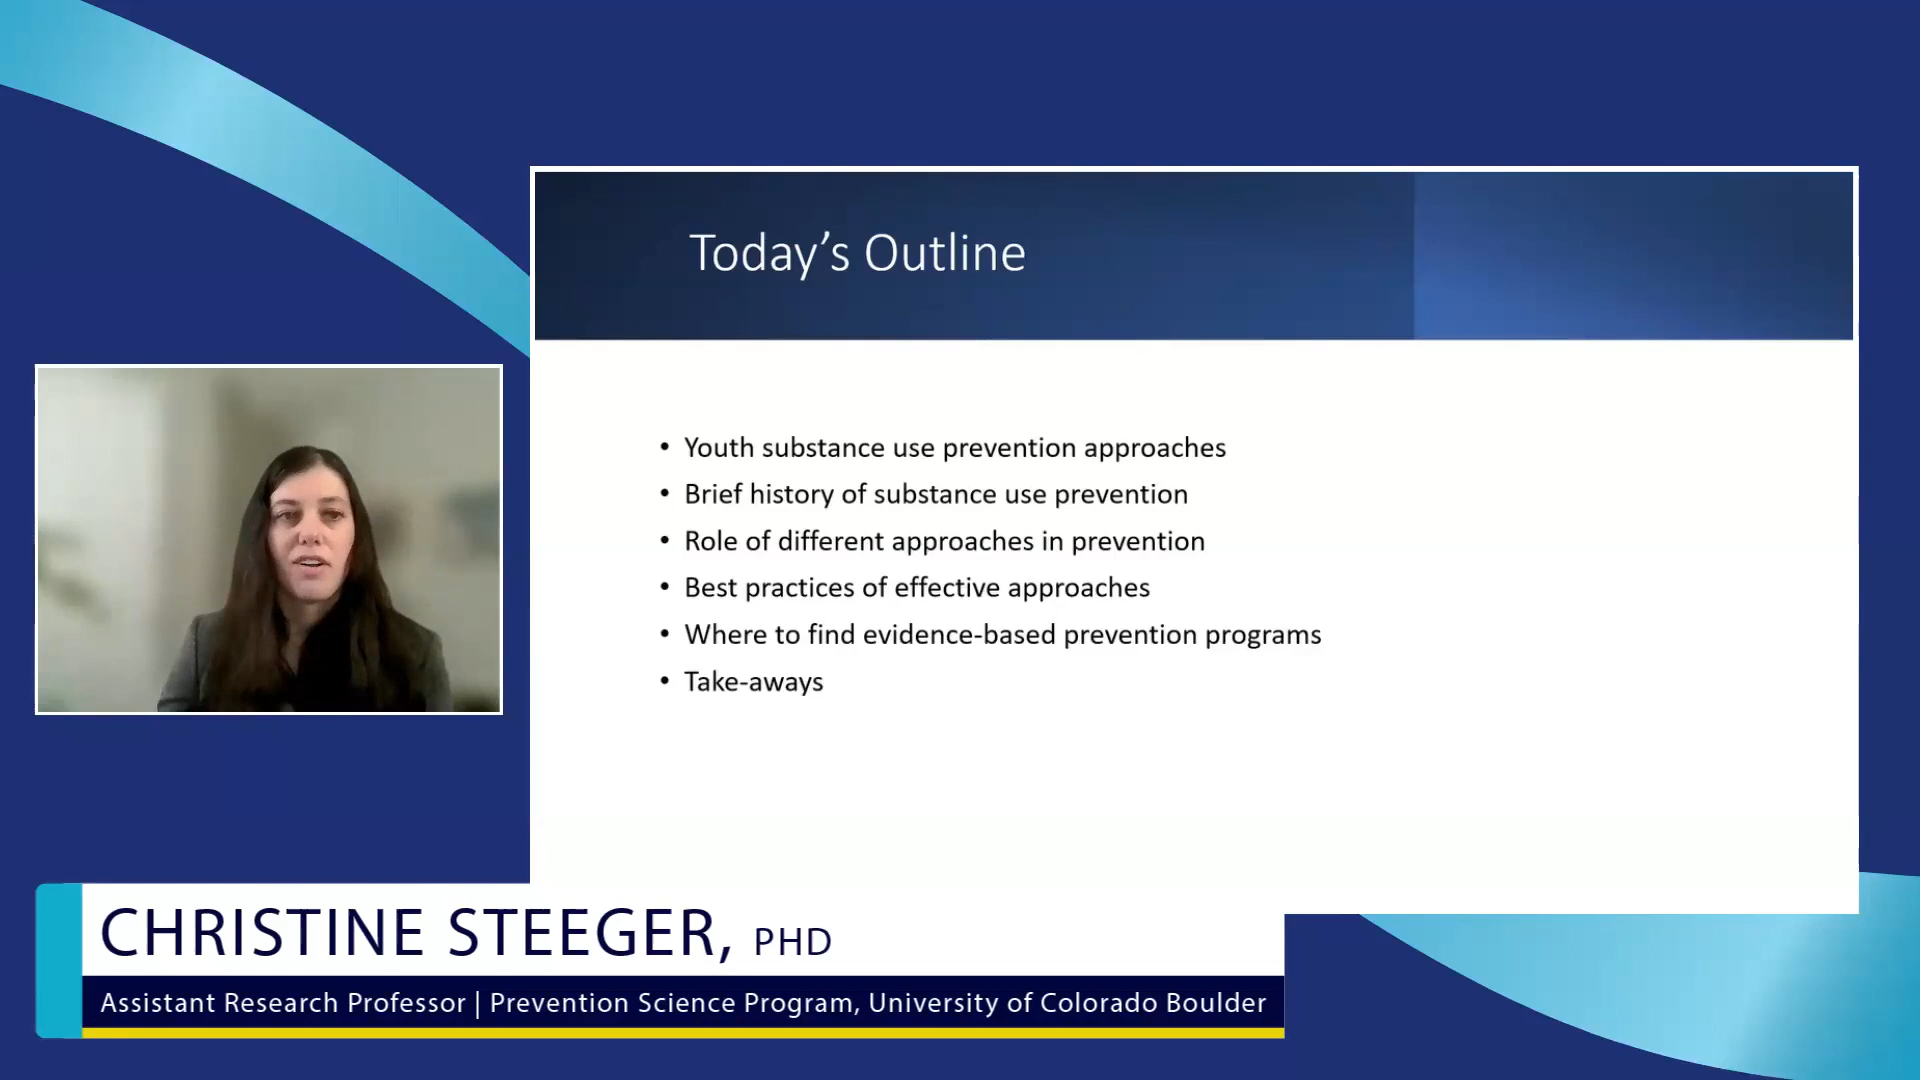 Today’s Outline
• Youth substance use prevention approaches
• Brief history of substance use prevention
• Role of different approaches in prevention
• Best practices of effective approaches
• Where to find evidence-based prevention programs
• Take-aways
CHRISTINE STEEGER, PHD
Assistant Research Professor | Prevention Science Program, University of Colorado Boulder